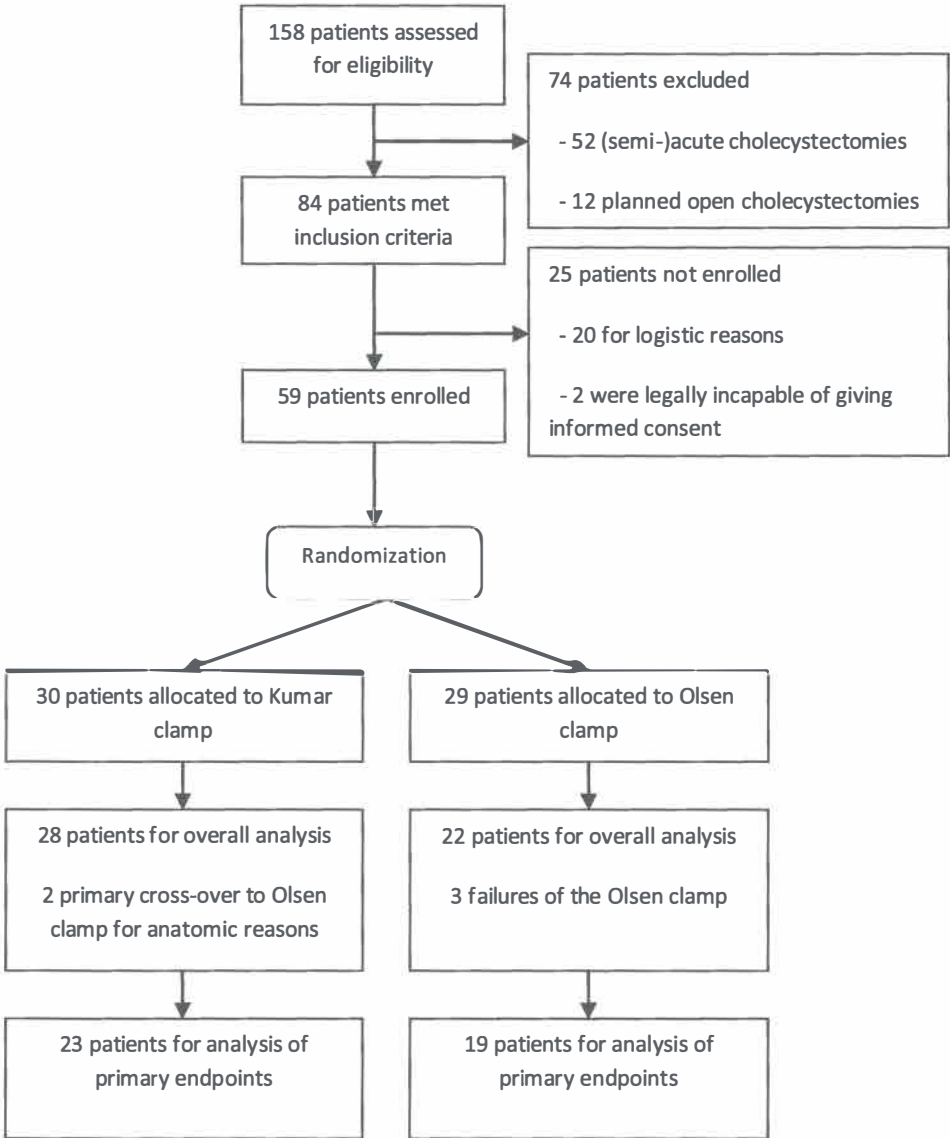 158 patients assessed
for eligibility
74 patients excluded
- 52 (semi-)acute cholecystectomies
- 12 planned open cholecystectomies
84 patients met
inclusion criteria
25 patients not enrolled
- 20 for logistic reasons
- 2 were legally incapable of giving
informed consent
59 patients enrolled
Randomization
30 patients allocated to Kumar
clamp
29 patients allocated to Olsen
clamp
28 patients for overall analysis
2 primary cross-over to Olsen
clamp for anatomic reasons
22 patients for overall analysis
3 failures of the Olsen clamp
23 patients for analysis of
primary endpoints
19 patients for analysis of
primary endpoints